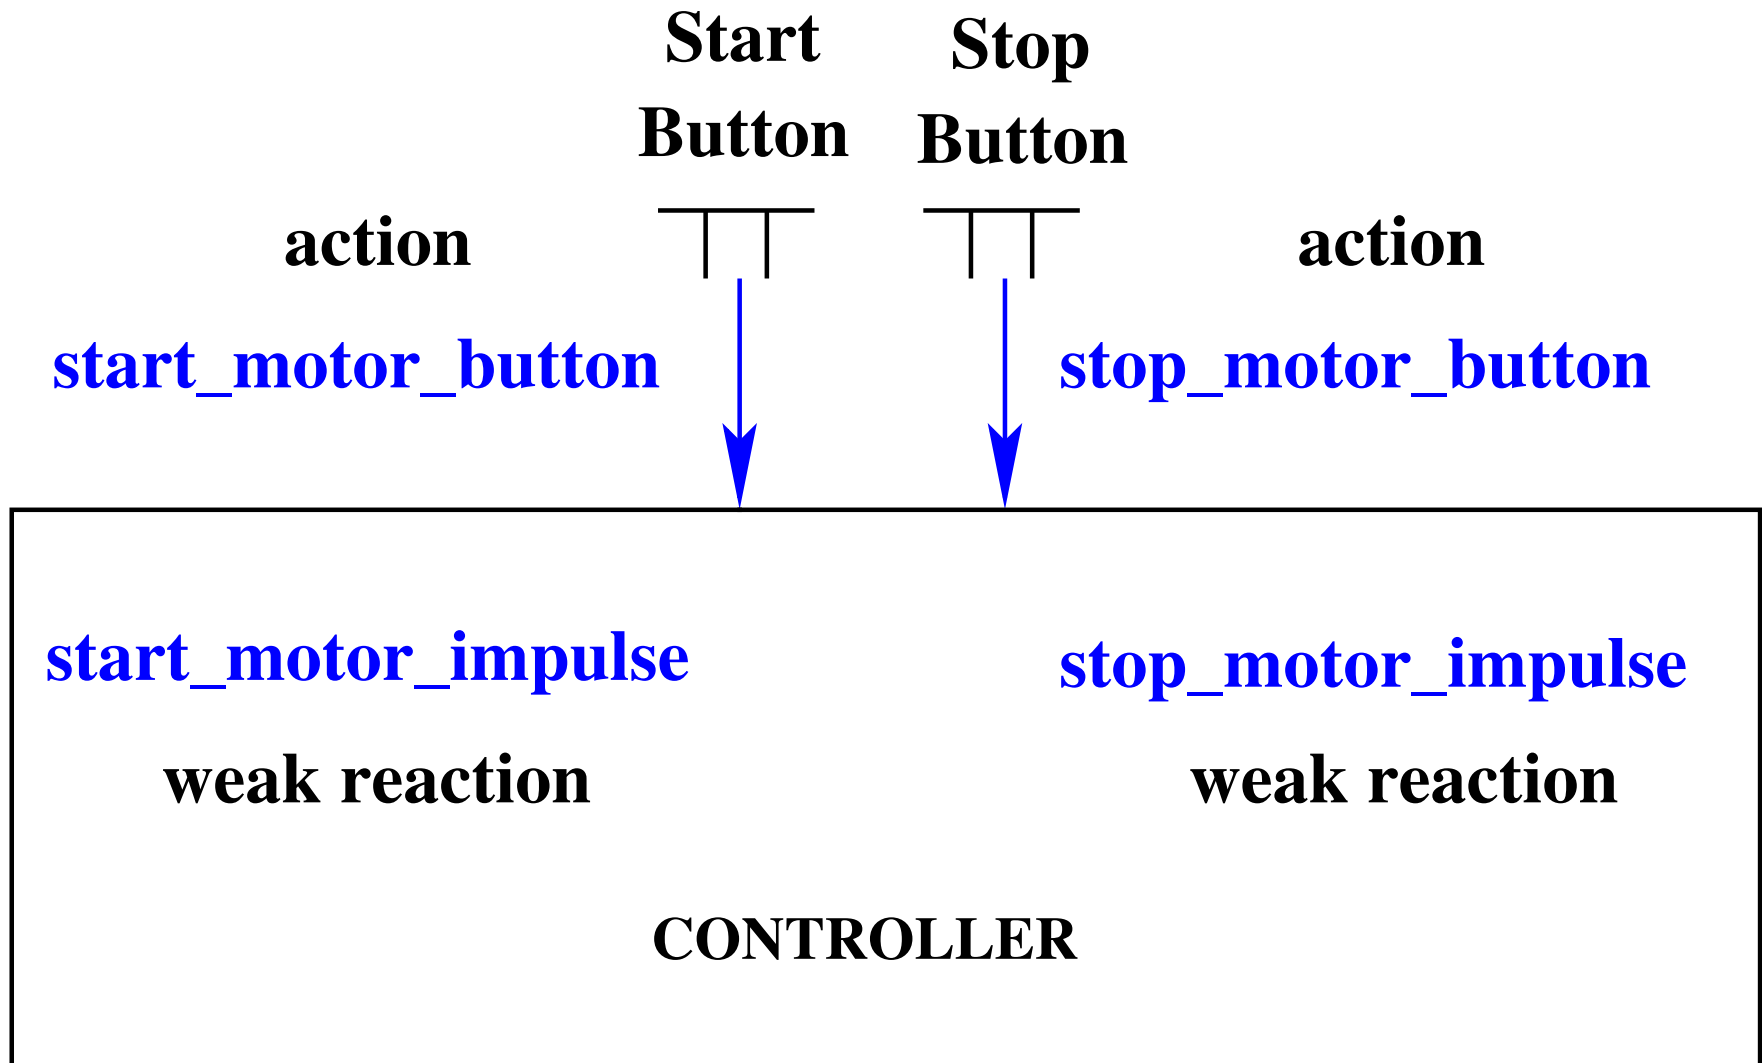 Start
Button
Stop
Button
action
action
start_motor_button
stop_motor_button
start_motor_impulse
stop_motor_impulse
weak reaction
weak reaction
CONTROLLER